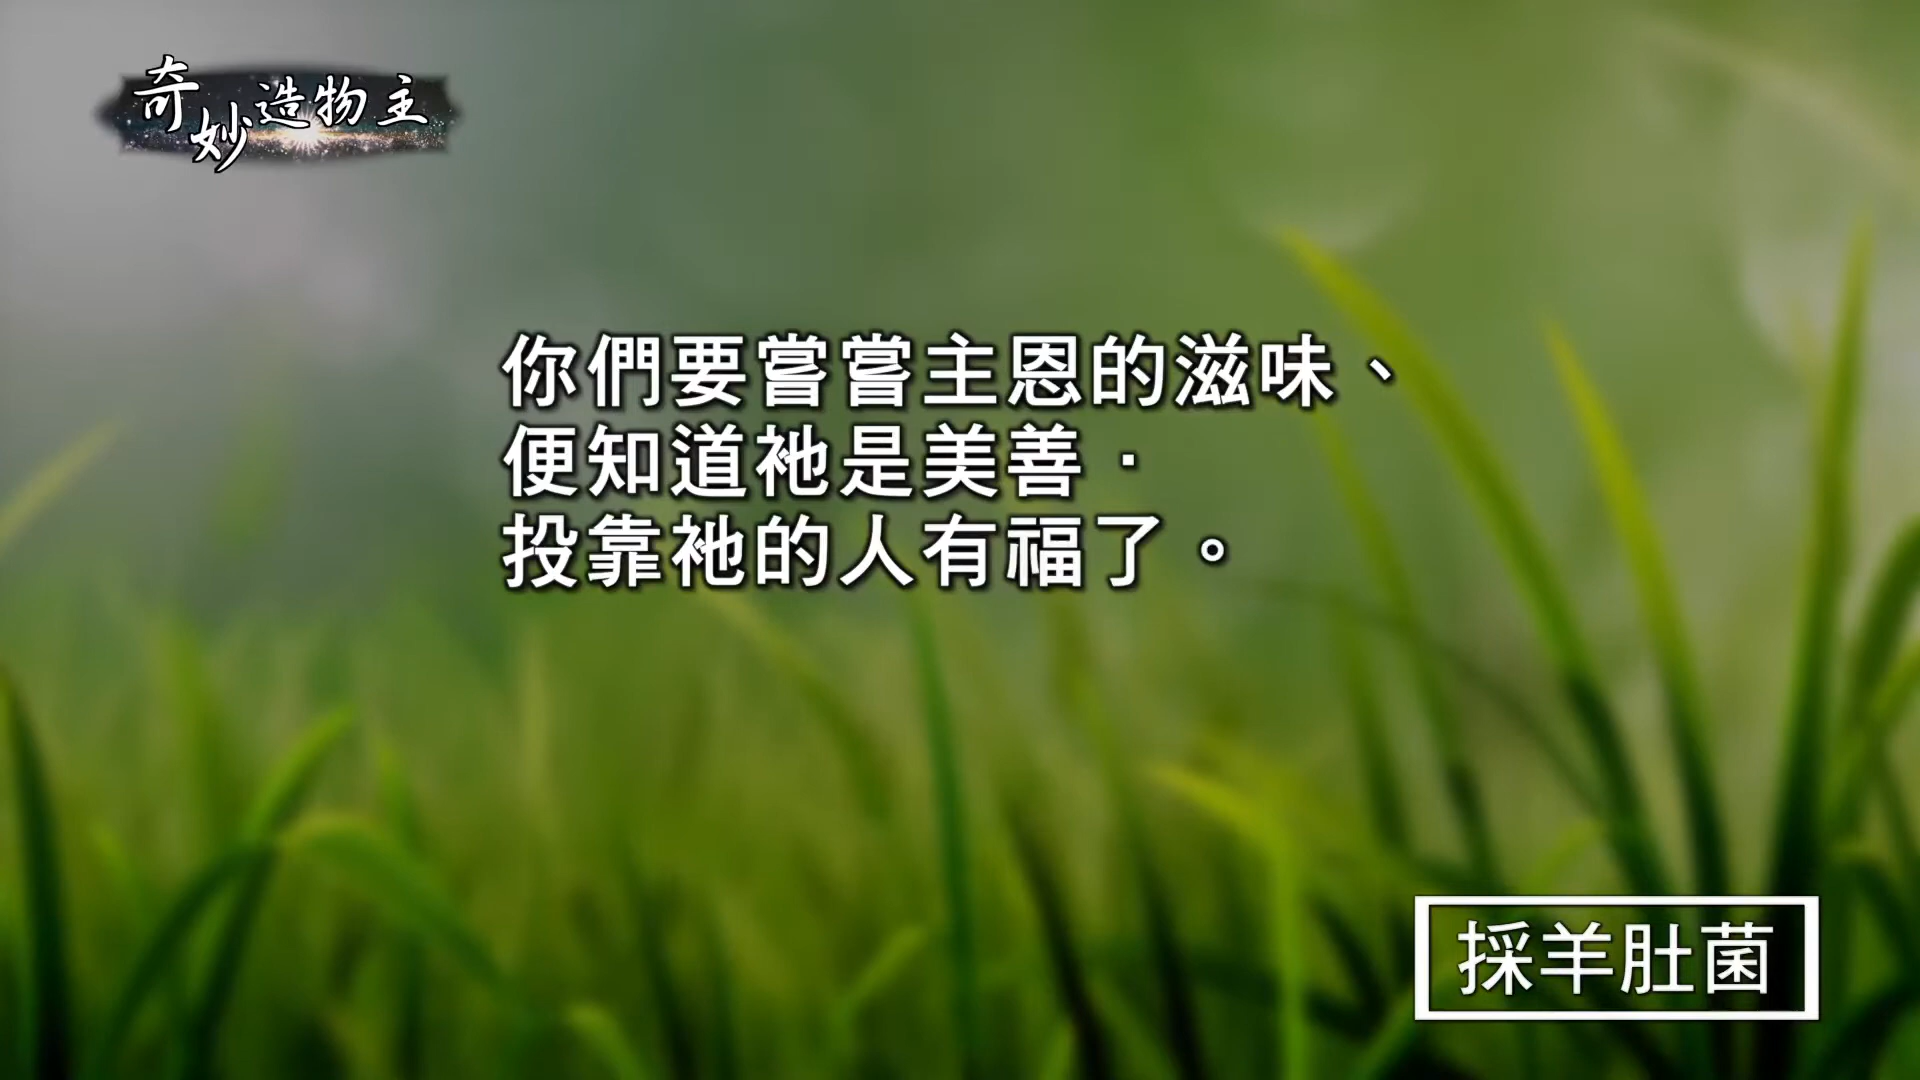 奇妙造物主
你們要嘗嘗主恩的滋味、
便知道祂是美善．
投靠祂的人有福了。
採羊肚菌